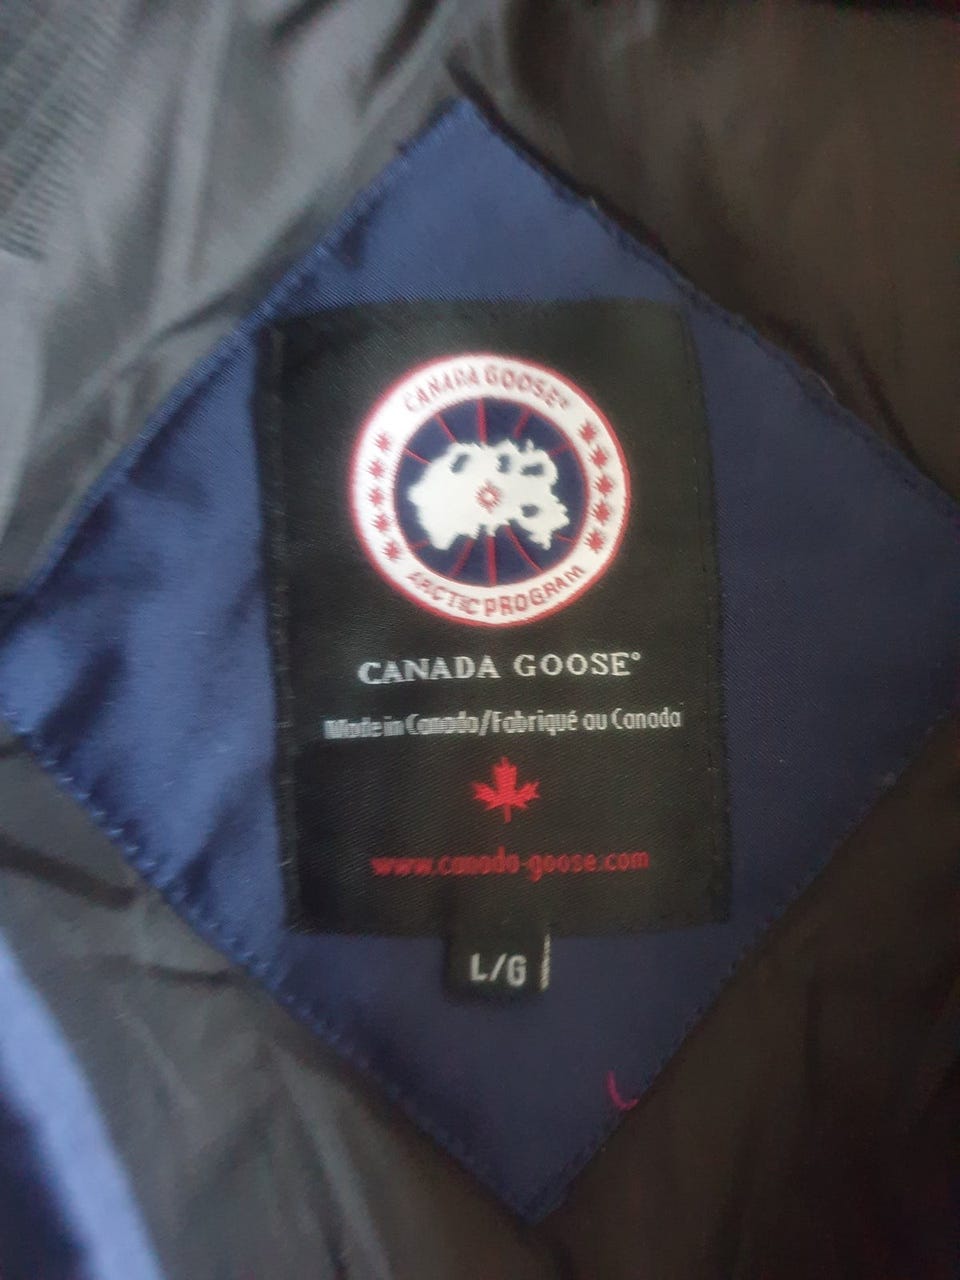 CANADA GOOSE®
ARCTIC PROGRAM
CANADA GOOSE®
Made in Canada/Fabriqué au Canada
www.canada-goose.com
L/G